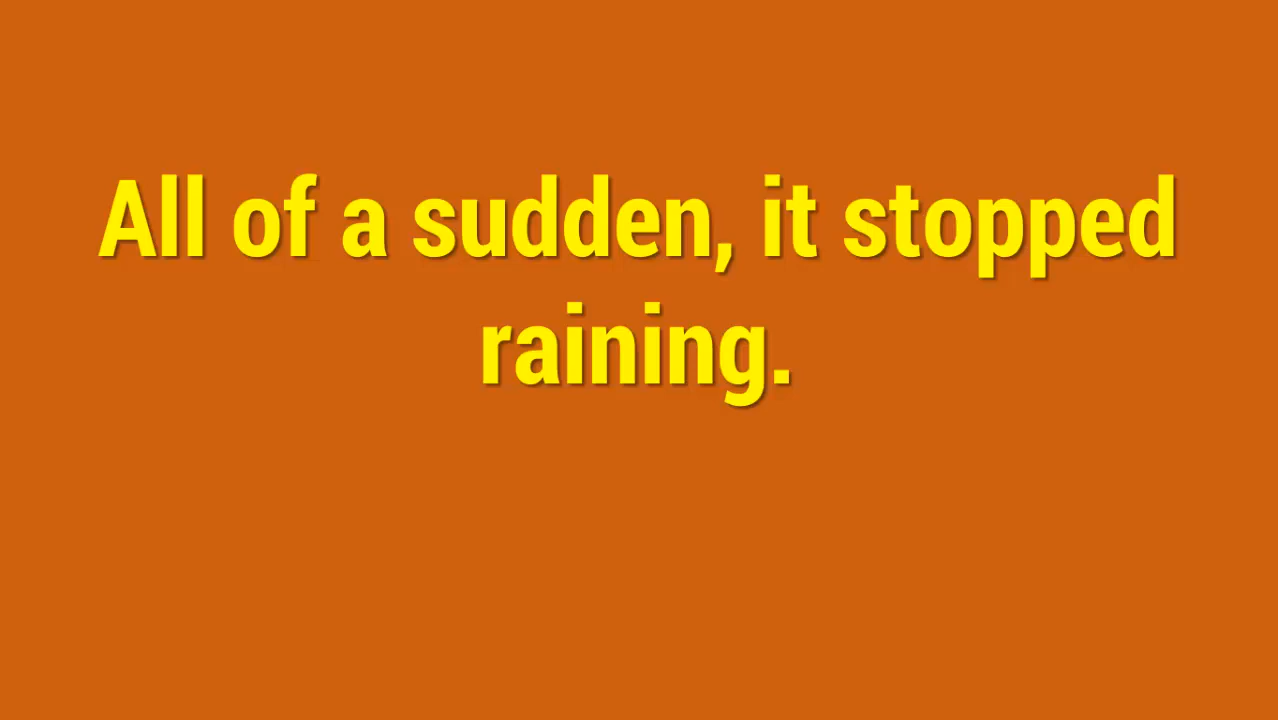 All of a sudden, it stopped
raining.